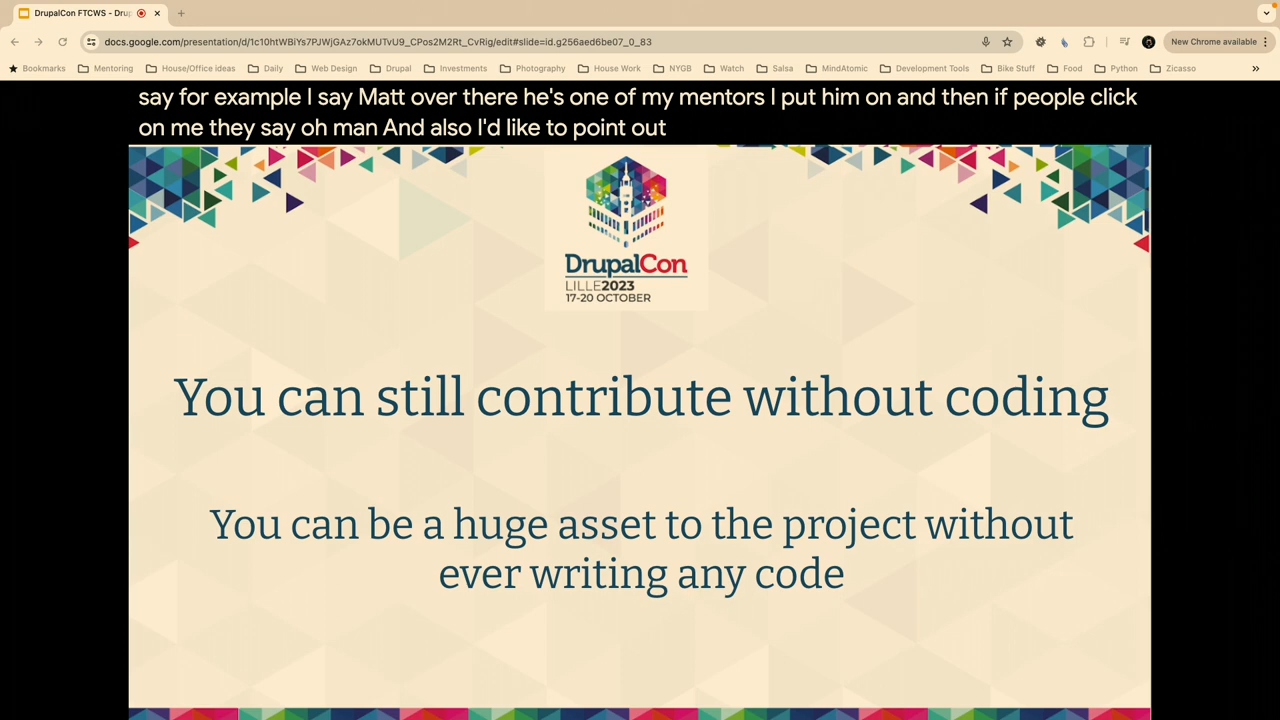 DrupalCon FTCWS - Drup
docs.google.com/presentation/d/1c10htWBiYs7PJWjGAz7okMUTvU9_CPos2M2Rt_CvRig/edit#slide=id.g256aed6be07_0_83
New Chrome available
Bookmarks Mentoring House/Office ideas Daily Web Design Drupal Investments Photography House Work NYGB Watch Salsa MindAtomic Development Tools Bike Stuff Food Python Zicasso
say for example I say Matt over there he's one of my mentors I put him on and then if people click
on me they say oh man And also I'd like to point out
DrupalCon
LILLE2023
17-20 OCTOBER
You can still contribute without coding
You can be a huge asset to the project without
ever writing any code